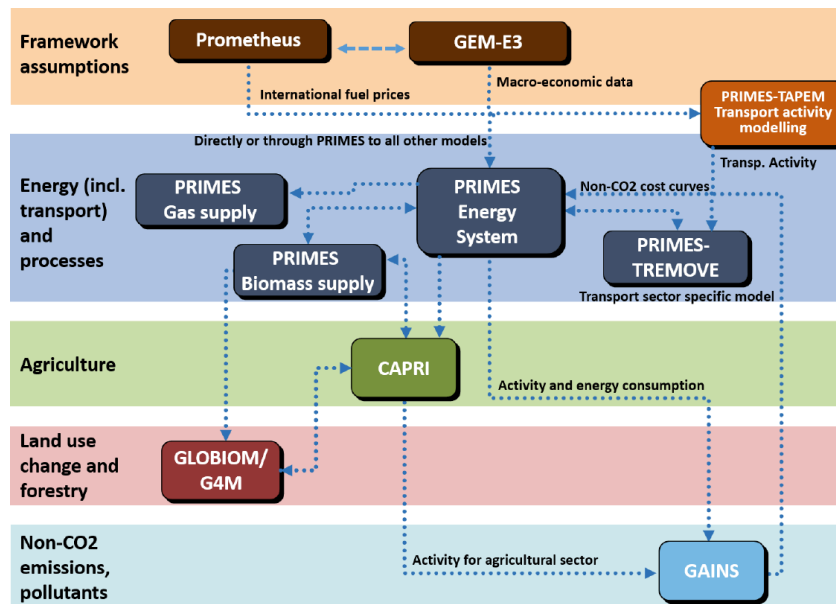 Framework
assumptions
Prometheus
GEM-E3
International fuel prices
Macro-economic data
PRIMES-TAPEM
Transport activity
modelling
Directly or through PRIMES to all other models
Transp. Activity
Energy (incl.
transport) and
processes
PRIMES
Gas supply
PRIMES
Energy
System
Non-CO2 cost curves
PRIMES
Biomass supply
PRIMES-
TREMOVE
Transport sector specific model
Agriculture
CAPRI
Activity and energy consumption
Land use
change and
forestry
GLOBIOM/
G4M
Non-CO2
emissions,
pollutants
Activity for agricultural sector
GAINS